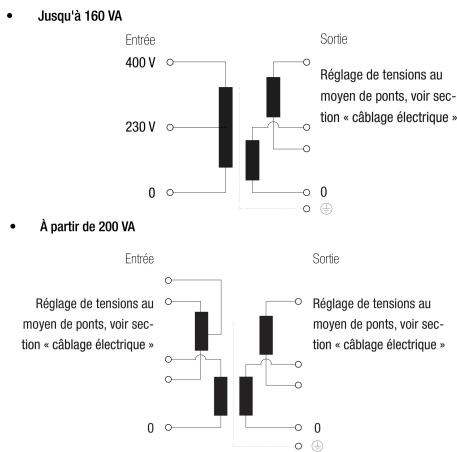 • Jusqu'à 160 VA
Entrée
Sortie
400 V
Réglage de tensions au
moyen de ponts, voir sec-
tion « câblage électrique »
230 V
0
0
• À partir de 200 VA
Entrée
Sortie
Réglage de tensions au
moyen de ponts, voir sec-
tion « câblage électrique »
Réglage de tensions au
moyen de ponts, voir sec-
tion « câblage électrique »
0
0